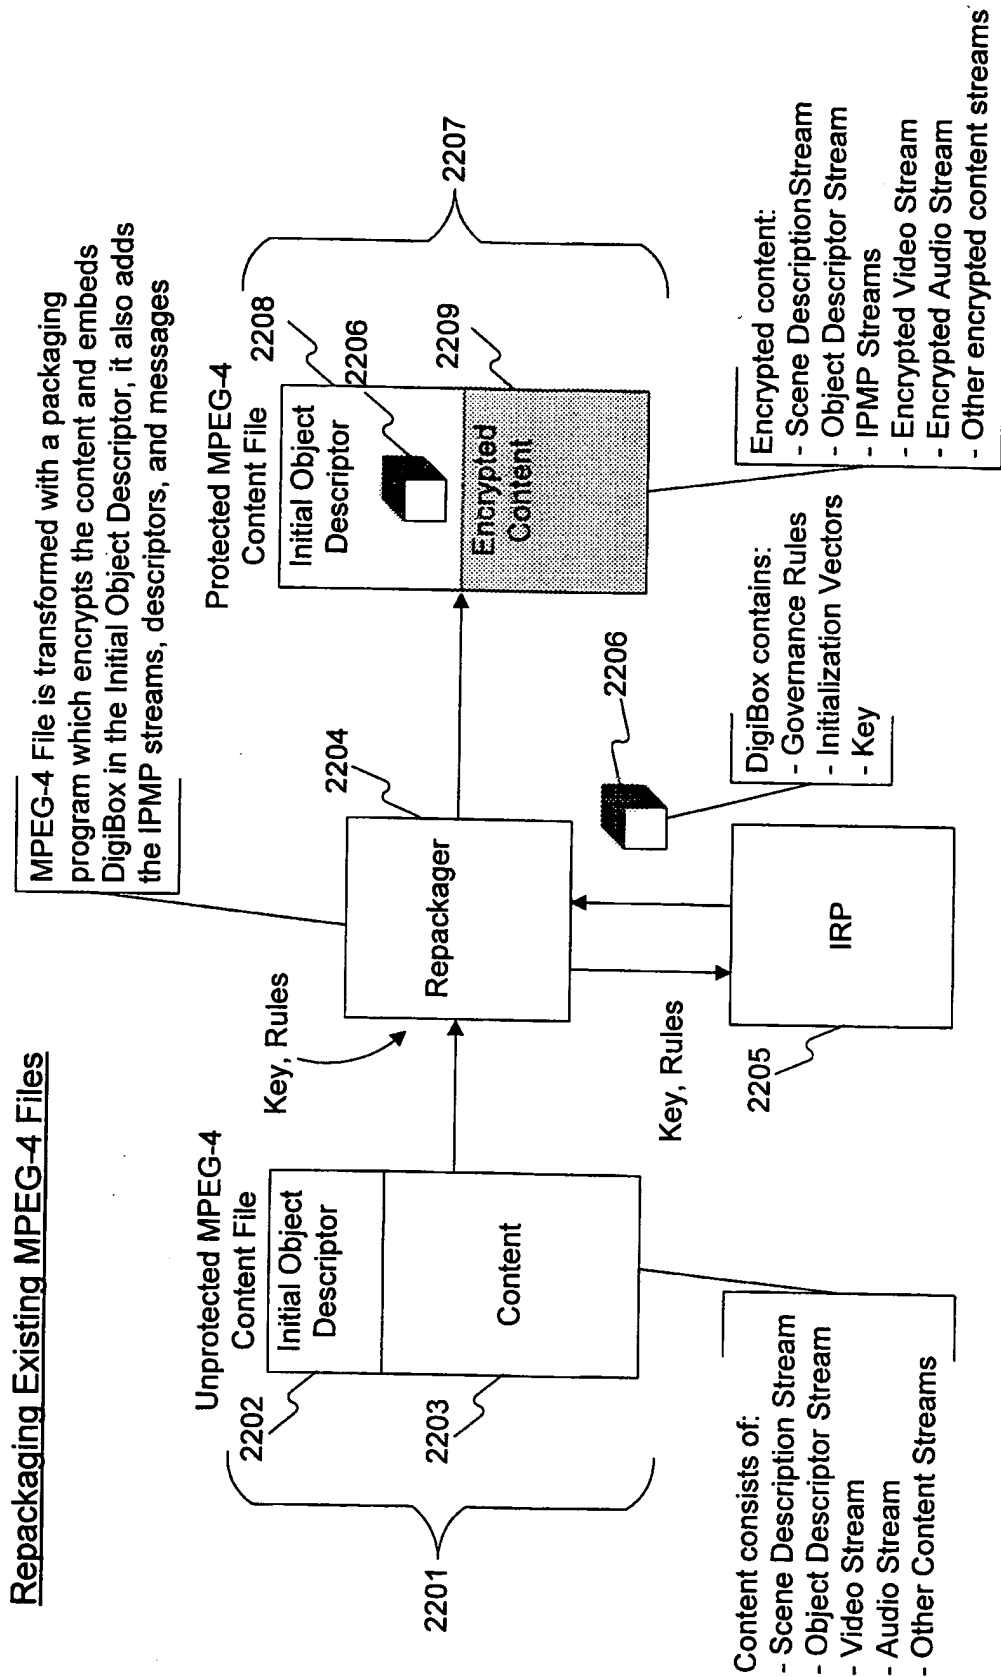 Repackaging Existing MPEG-4 Files
MPEG-4 File is transformed with a packaging
program which encrypts the content and embeds
DigiBox in the Initial Object Descriptor, it also adds
the IPMP streams, descriptors, and messages
Unprotected MPEG-4
Content File
2201
2202
Initial Object
Descriptor
2203
Content
Content consists of:
- Scene Description Stream
- Object Descriptor Stream
- Video Stream
- Audio Stream
- Other Content Streams
Key, Rules
2204
Repackager
Key, Rules
2205
IRP
2206
DigiBox contains:
- Governance Rules
- Initialization Vectors
- Key
Protected MPEG-4
Content File
2207
Initial Object
Descriptor
2208
2206
2209
Encrypted
Content
Encrypted content:
- Scene DescriptionStream
- Object Descriptor Stream
IPMP Streams
- Encrypted Video Stream
- Encrypted Audio Stream
- Other encrypted content streams